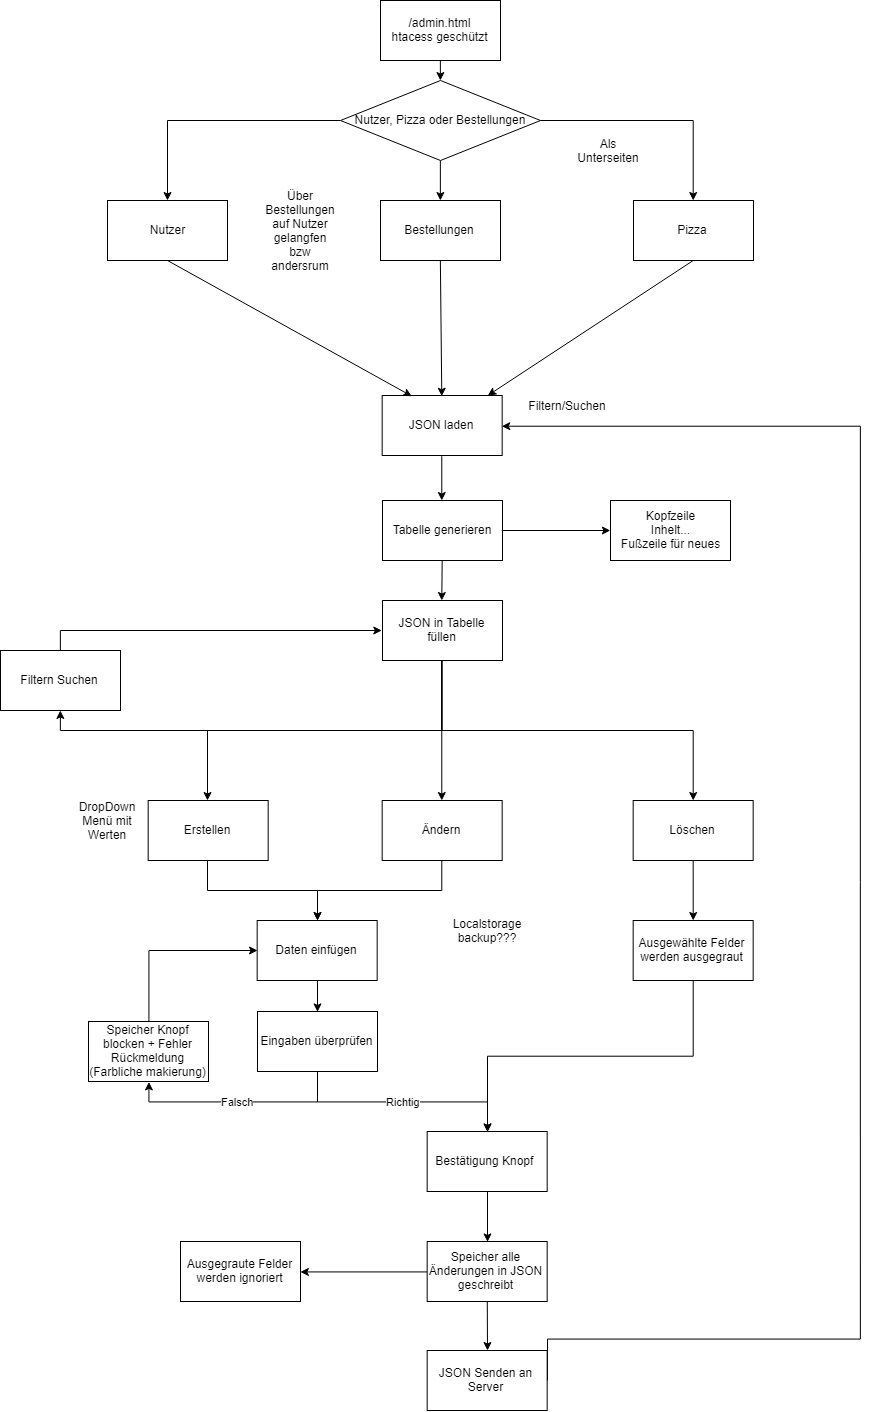 /admin.html
htacess geschützt
Nutzer, Pizza oder Bestellungen
Als
Unterseiten
Über
Bestellungen
auf Nutzer
gelangfen
bzw
andersrum
Nutzer
Bestellungen
Pizza
Filtern/Suchen
JSON laden
Tabelle generieren
Kopfzeile
Inhelt...
Fußzeile für neues
JSON in Tabelle
füllen
Filtern Suchen
DropDown
Menü mit
Werten
Erstellen
Ändern
Löschen
Localstorage
backup???
Daten einfügen
Ausgewählte Felder
werden ausgegraut
Speicher Knopf
blocken + Fehler
Rückmeldung
(Farbliche makierung)
Eingaben überprüfen
Falsch
Richtig
Bestätigung Knopf
Ausgegraute Felder
werden ignoriert
Speicher alle
Änderungen in JSON
geschreibt
JSON Senden an
Server